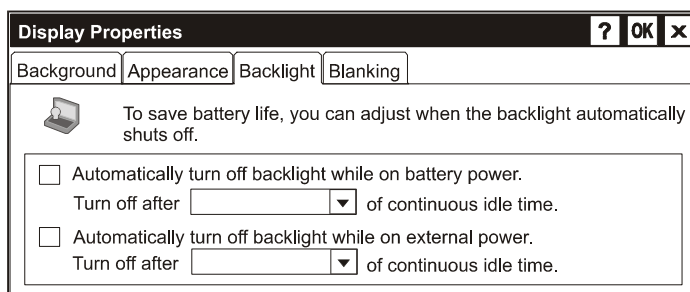 Display Properties ? OK ×
Background Appearance Backlight Blanking
To save battery life, you can adjust when the backlight automatically
shuts off.
Automatically turn off backlight while on battery power.
Turn off after of continuous idle time.
Automatically turn off backlight while on external power.
Turn off after of continuous idle time.